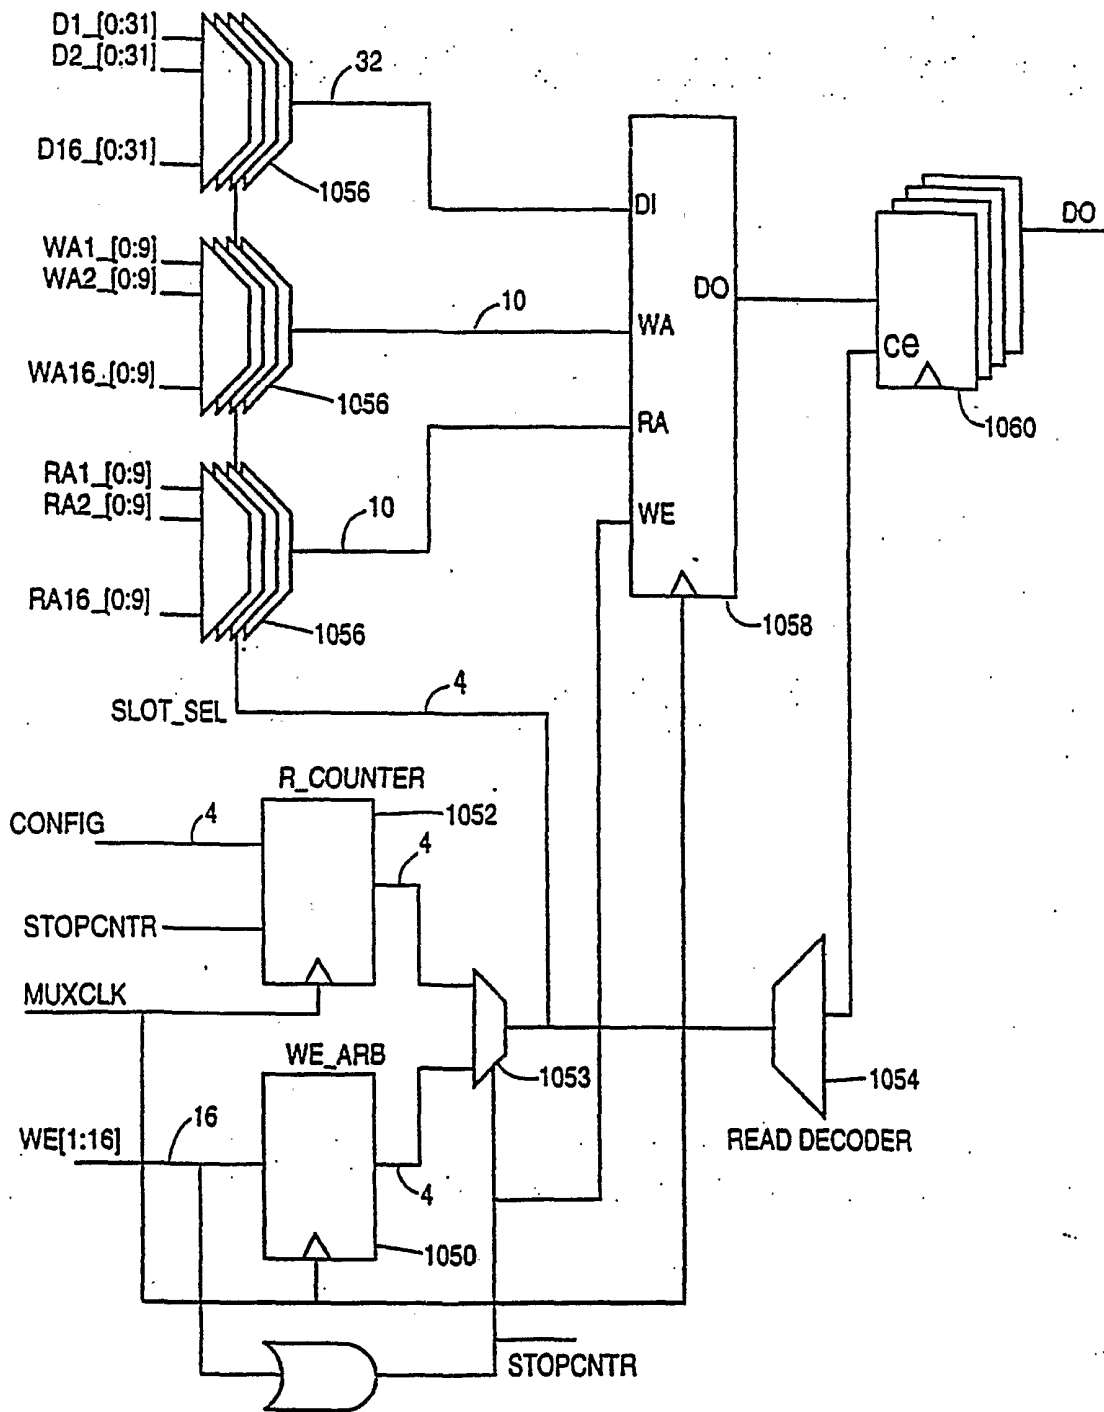 D1_[0:31]
D2_[0:31]
D16_[0:31]
32
1056
WA1_[0:9]
WA2_[0:9]
WA16_[0:9]
10
1056
RA1_[0:9]
RA2_[0:9]
RA16_[0:9]
10
1056
DI
WA
RA
WE
DO
1058
ce
1060
DO
SLOT_SEL
4
R_COUNTER
1052
CONFIG
4
4
STOPCNTR
MUXCLK
WE_ARB
1053
1054
READ DECODER
WE[1:16]
16
4
1050
STOPCNTR